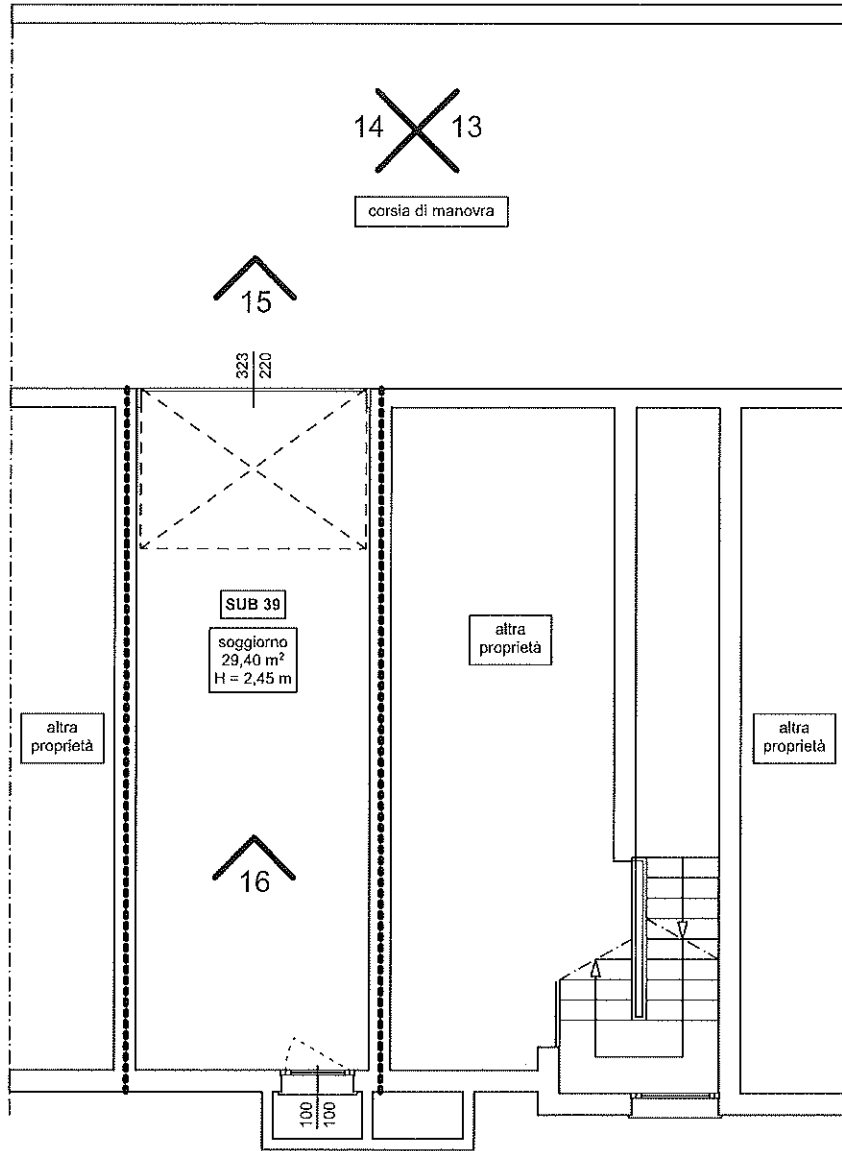 14 13
corsia di manovra
15
323
220
SUB 39
soggiorno
29,40 m²
H = 2,45 m
altra
proprietà
altra
proprietà
altra
proprietà
16
100
100